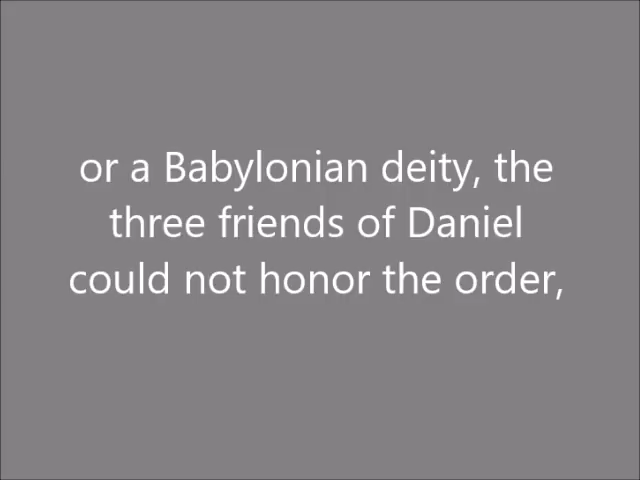 or a Babylonian deity, the
three friends of Daniel
could not honor the order,